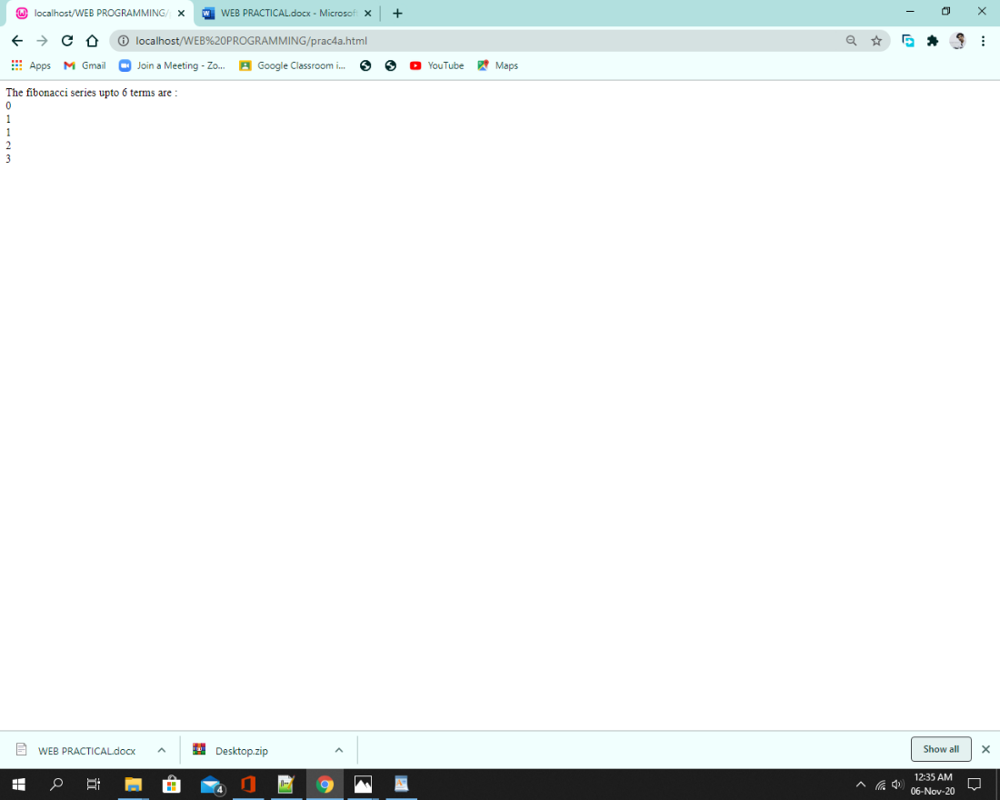 localhost/WEB PROGRAMMING/
WEB PRACTICAL.docx - Microsof
localhost/WEB%20PROGRAMMING/prac4a.html
Apps Gmail Join a Meeting - Zo... Google Classroom i... YouTube Maps
The fibonacci series upto 6 terms are :
0
1
1
2
3
WEB PRACTICAL.docx
Desktop.zip
Show all
4
12:35 AM
06-Nov-20